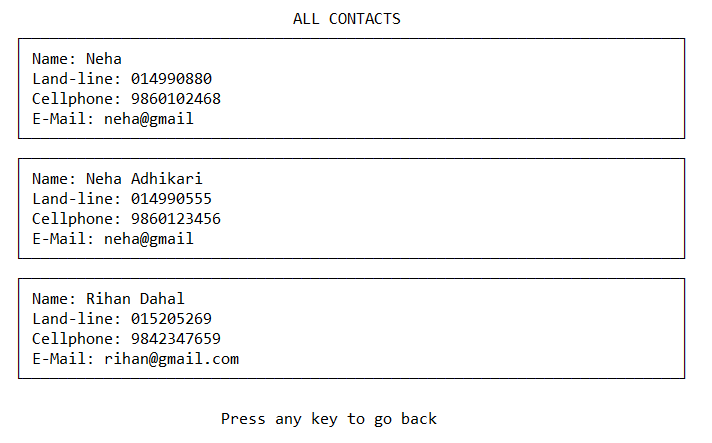 ALL CONTACTS
Name: Neha
Land-line: 014990880
Cellphone: 9860102468
E-Mail: neha@gmail
Name: Neha Adhikari
Land-line: 014990555
Cellphone: 9860123456
E-Mail: neha@gmail
Name: Rihan Dahal
Land-line: 015205269
Cellphone: 9842347659
E-Mail: rihan@gmail.com
Press any key to go back